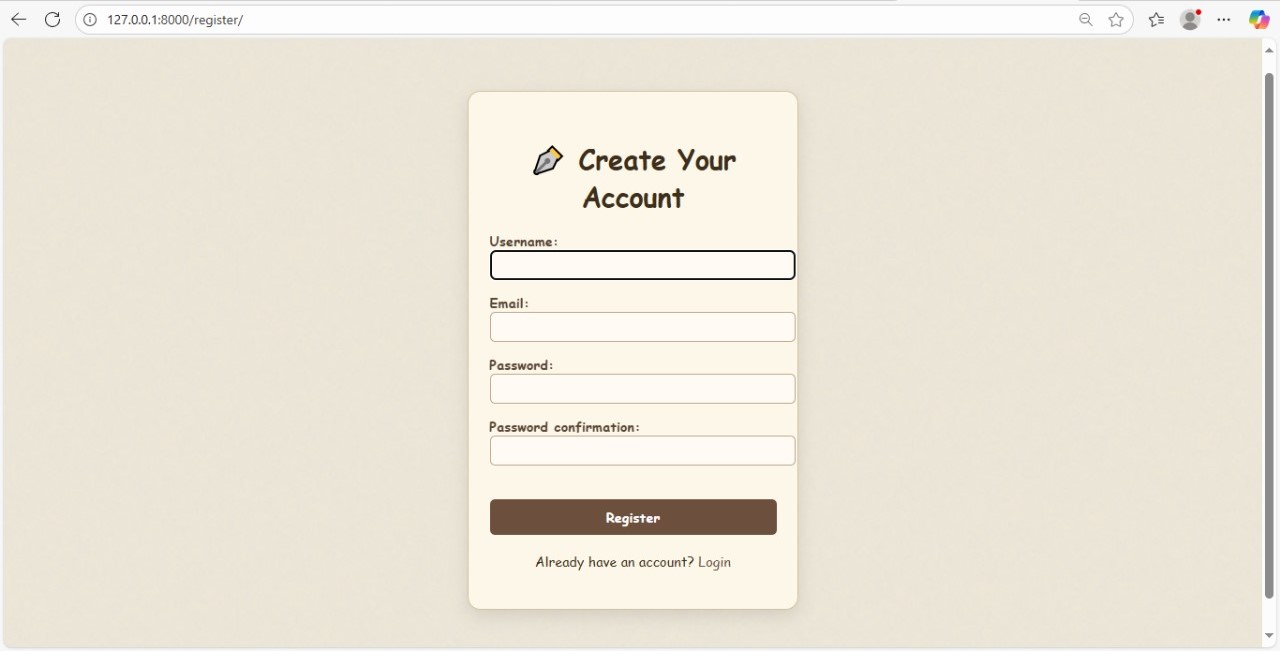 127.0.0.1:8000/register/
Create Your
Account
Username:
Email:
Password:
Password confirmation:
Register
Already have an account? Login